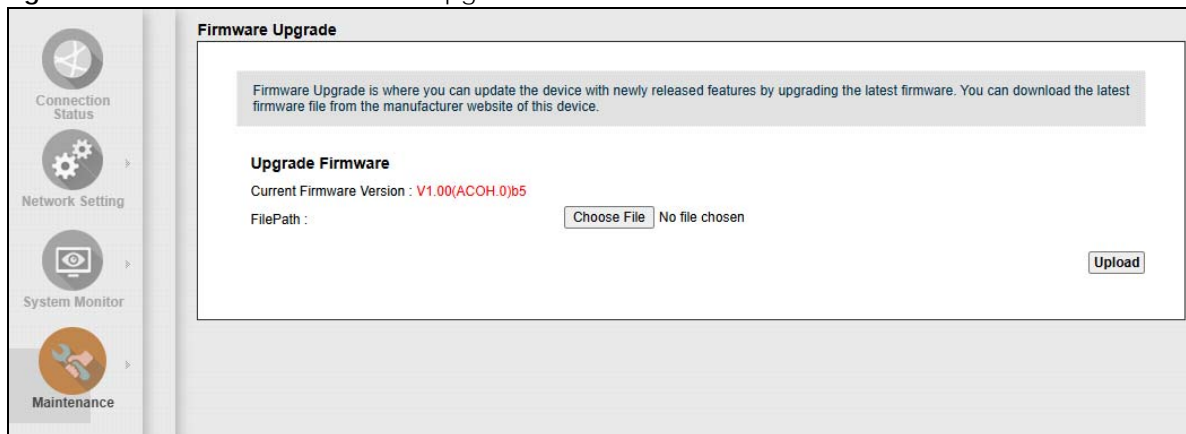 Firmware Upgrade
Connection
Status
Network Setting
System Monitor
Maintenance
Firmware Upgrade is where you can update the device with newly released features by upgrading the latest firmware. You can download the latest
firmware file from the manufacturer website of this device.
Upgrade Firmware
Current Firmware Version : V1.00(ACOH.0)b5
FilePath : Choose File No file chosen
Upload